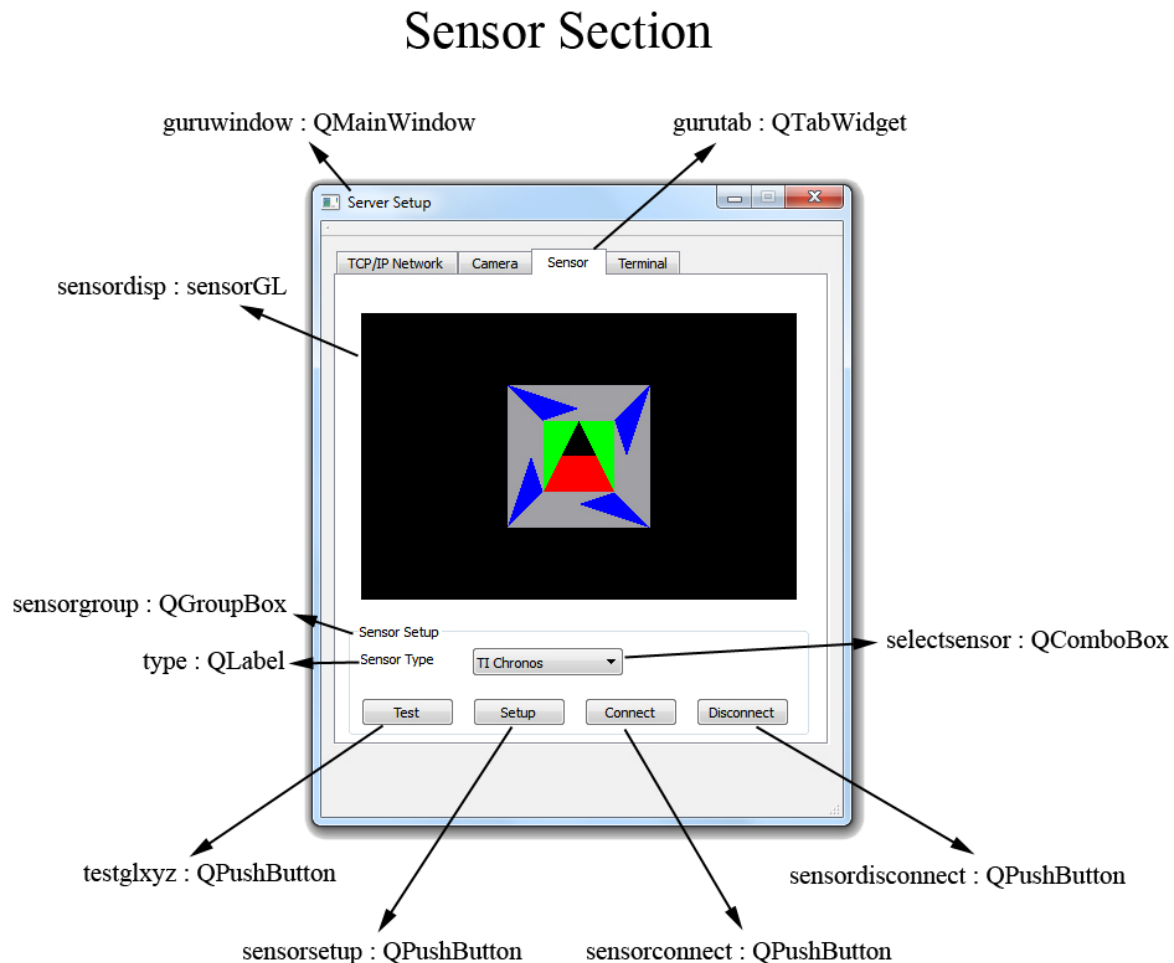 Sensor Section
guruwindow : QMainWindow
gurutab : QTabWidget
Server Setup
TCP/IP Network
Camera
Sensor
Terminal
sensordisp : sensorGL
sensorgroup : QGroupBox
Sensor Setup
selectsensor : QComboBox
type : QLabel
Sensor Type
TI Chronos
Test
Setup
Connect
Disconnect
testglxyz : QPushButton
sensordisconnect : QPushButton
sensorsetup : QPushButton
sensorconnect : QPushButton